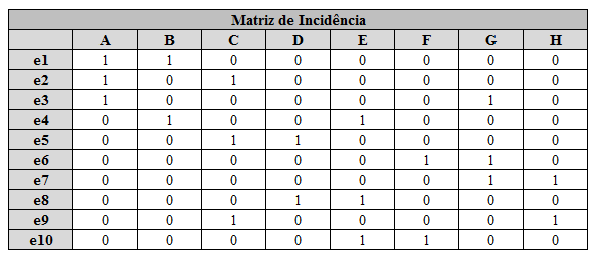 Matriz de Incidência
A B C D E F G H
e1 1 1 0 0 0 0 0 0
e2 1 0 1 0 0 0 0 0
e3 1 0 0 0 0 0 1 0
e4 0 1 0 0 1 0 0 0
e5 0 0 1 1 0 0 0 0
e6 0 0 0 0 0 1 1 0
e7 0 0 0 0 0 0 1 1
e8 0 0 0 1 1 0 0 0
e9 0 0 1 0 0 0 0 1
e10 0 0 0 0 1 1 0 0